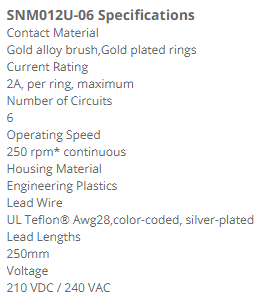 SNM012U-06 Specifications
Contact Material
Gold alloy brush,Gold plated rings
Current Rating
2A, per ring, maximum
Number of Circuits
6
Operating Speed
250 rpm* continuous
Housing Material
Engineering Plastics
Lead Wire
UL Teflon® Awg28,color-coded, silver-plated
Lead Lengths
250mm
Voltage
210 VDC / 240 VAC